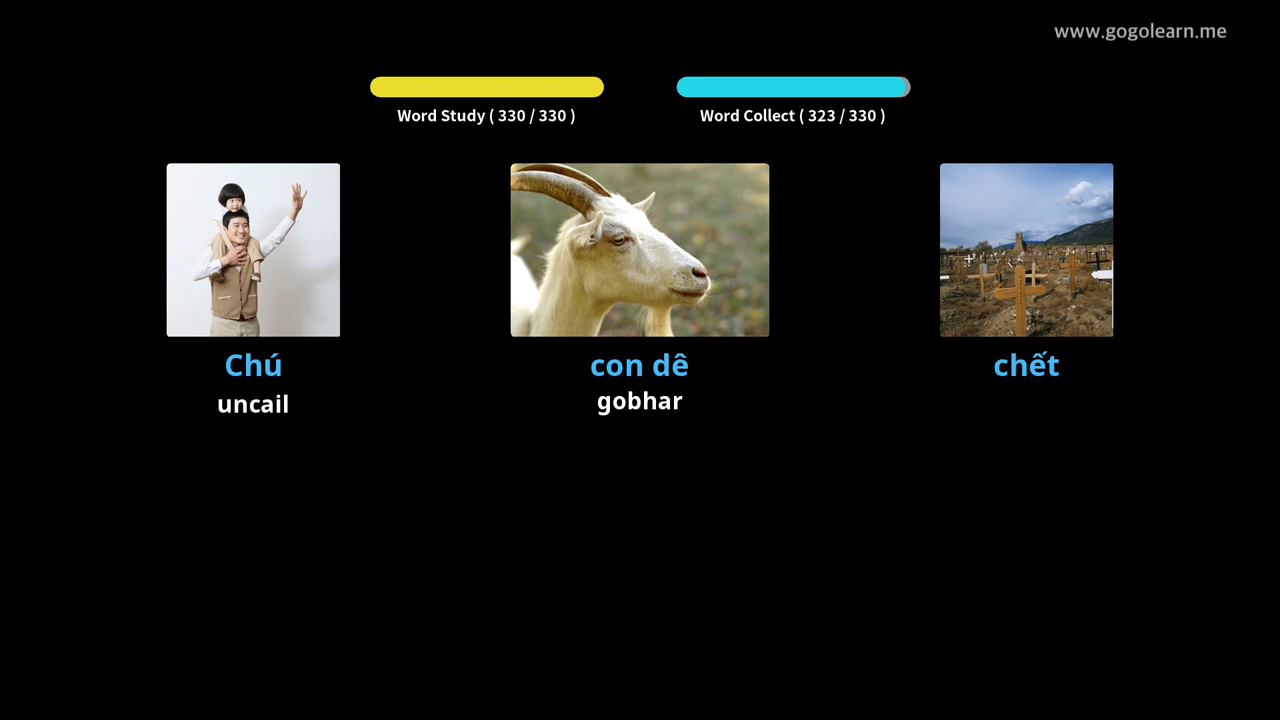 www.gogolearn.me
Word Study ( 330 / 330 )
Word Collect ( 323 / 330 )
Chú
con dê
chết
uncail
gobhar